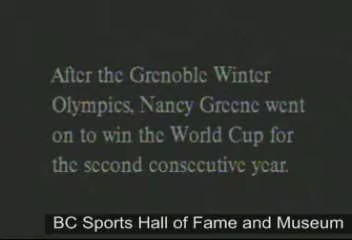 After the Grenoble Winter
Olympics, Nancy Greene went
on to win the World Cup for
the second consecutive year.
BC Sports Hall of Fame and Museum